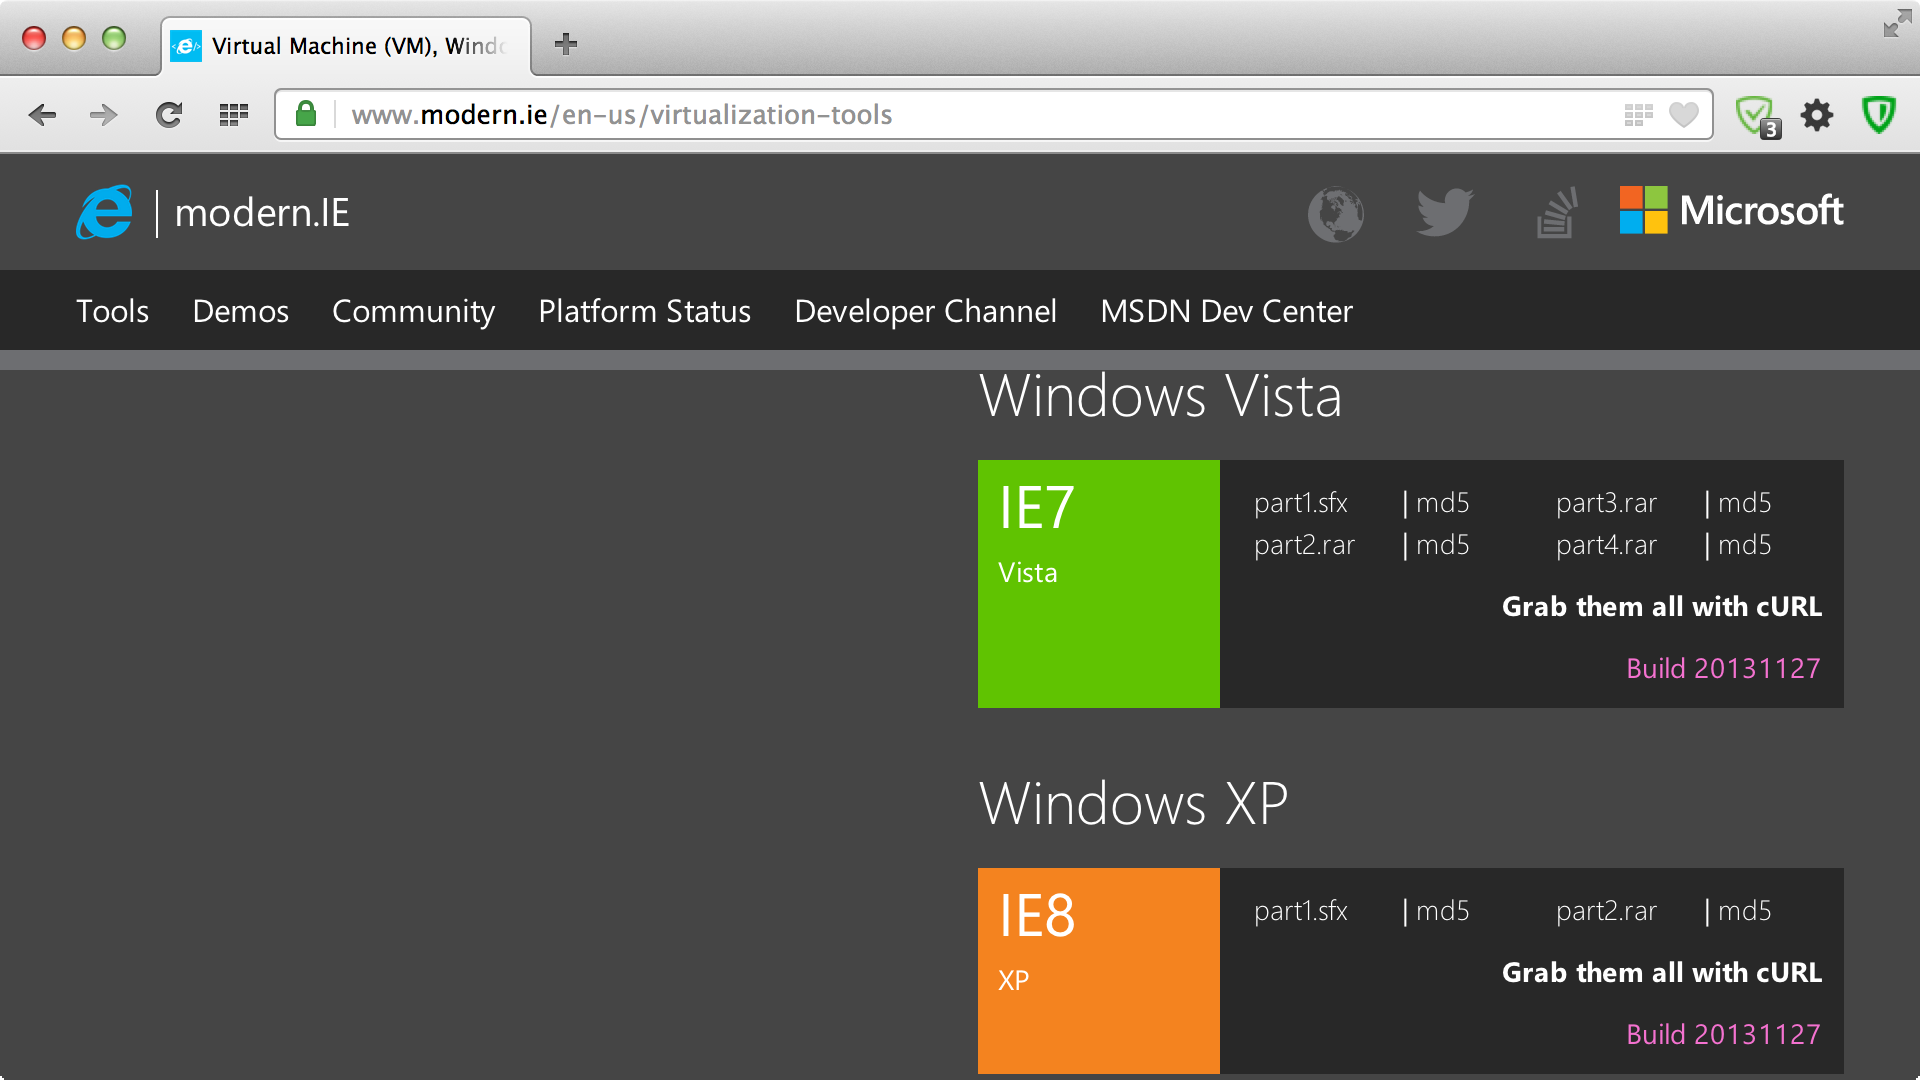 Virtual Machine (VM), Windo
www.modern.ie/en-us/virtualization-tools
3
modern.IE
Microsoft
Tools Demos Community Platform Status Developer Channel MSDN Dev Center
Windows Vista
IE7
Vista
part1.sfx | md5 part3.rar | md5
part2.rar | md5 part4.rar | md5
Grab them all with cURL
Build 20131127
Windows XP
IE8
XP
part1.sfx | md5 part2.rar | md5
Grab them all with cURL
Build 20131127